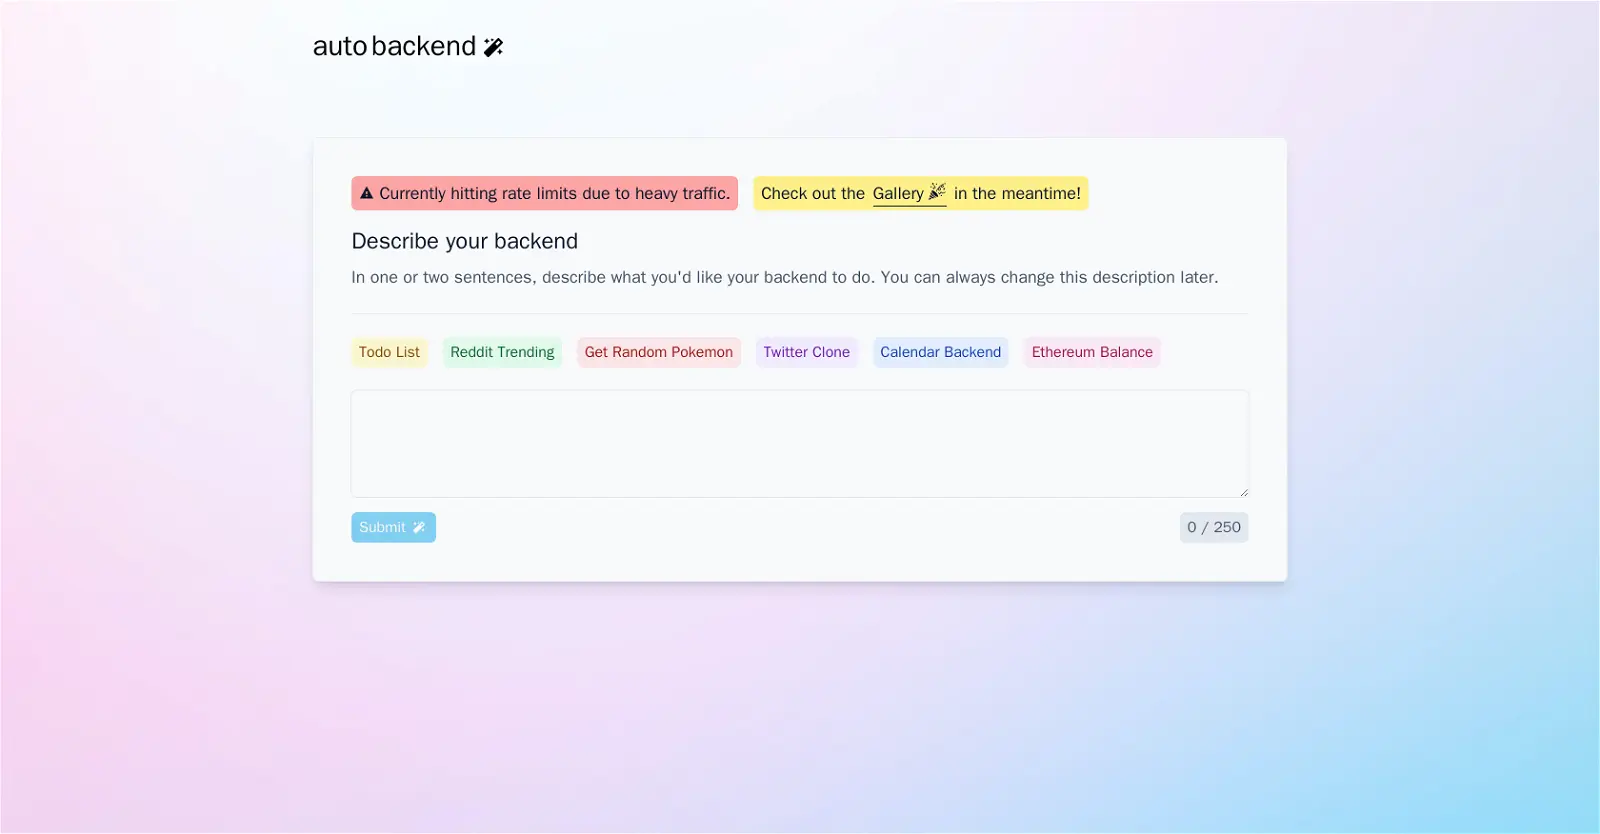 auto backend
Currently hitting rate limits due to heavy traffic. Check out the Gallery in the meantime!
Describe your backend
In one or two sentences, describe what you'd like your backend to do. You can always change this description later.
Todo List Reddit Trending Get Random Pokemon Twitter Clone Calendar Backend Ethereum Balance
Submit 0 / 250